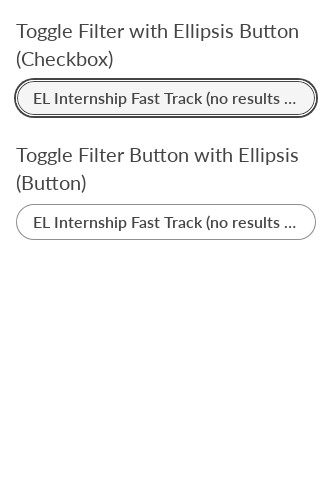 Toggle Filter with Ellipsis Button
(Checkbox)
EL Internship Fast Track (no results ...
Toggle Filter Button with Ellipsis
(Button)
EL Internship Fast Track (no results ...